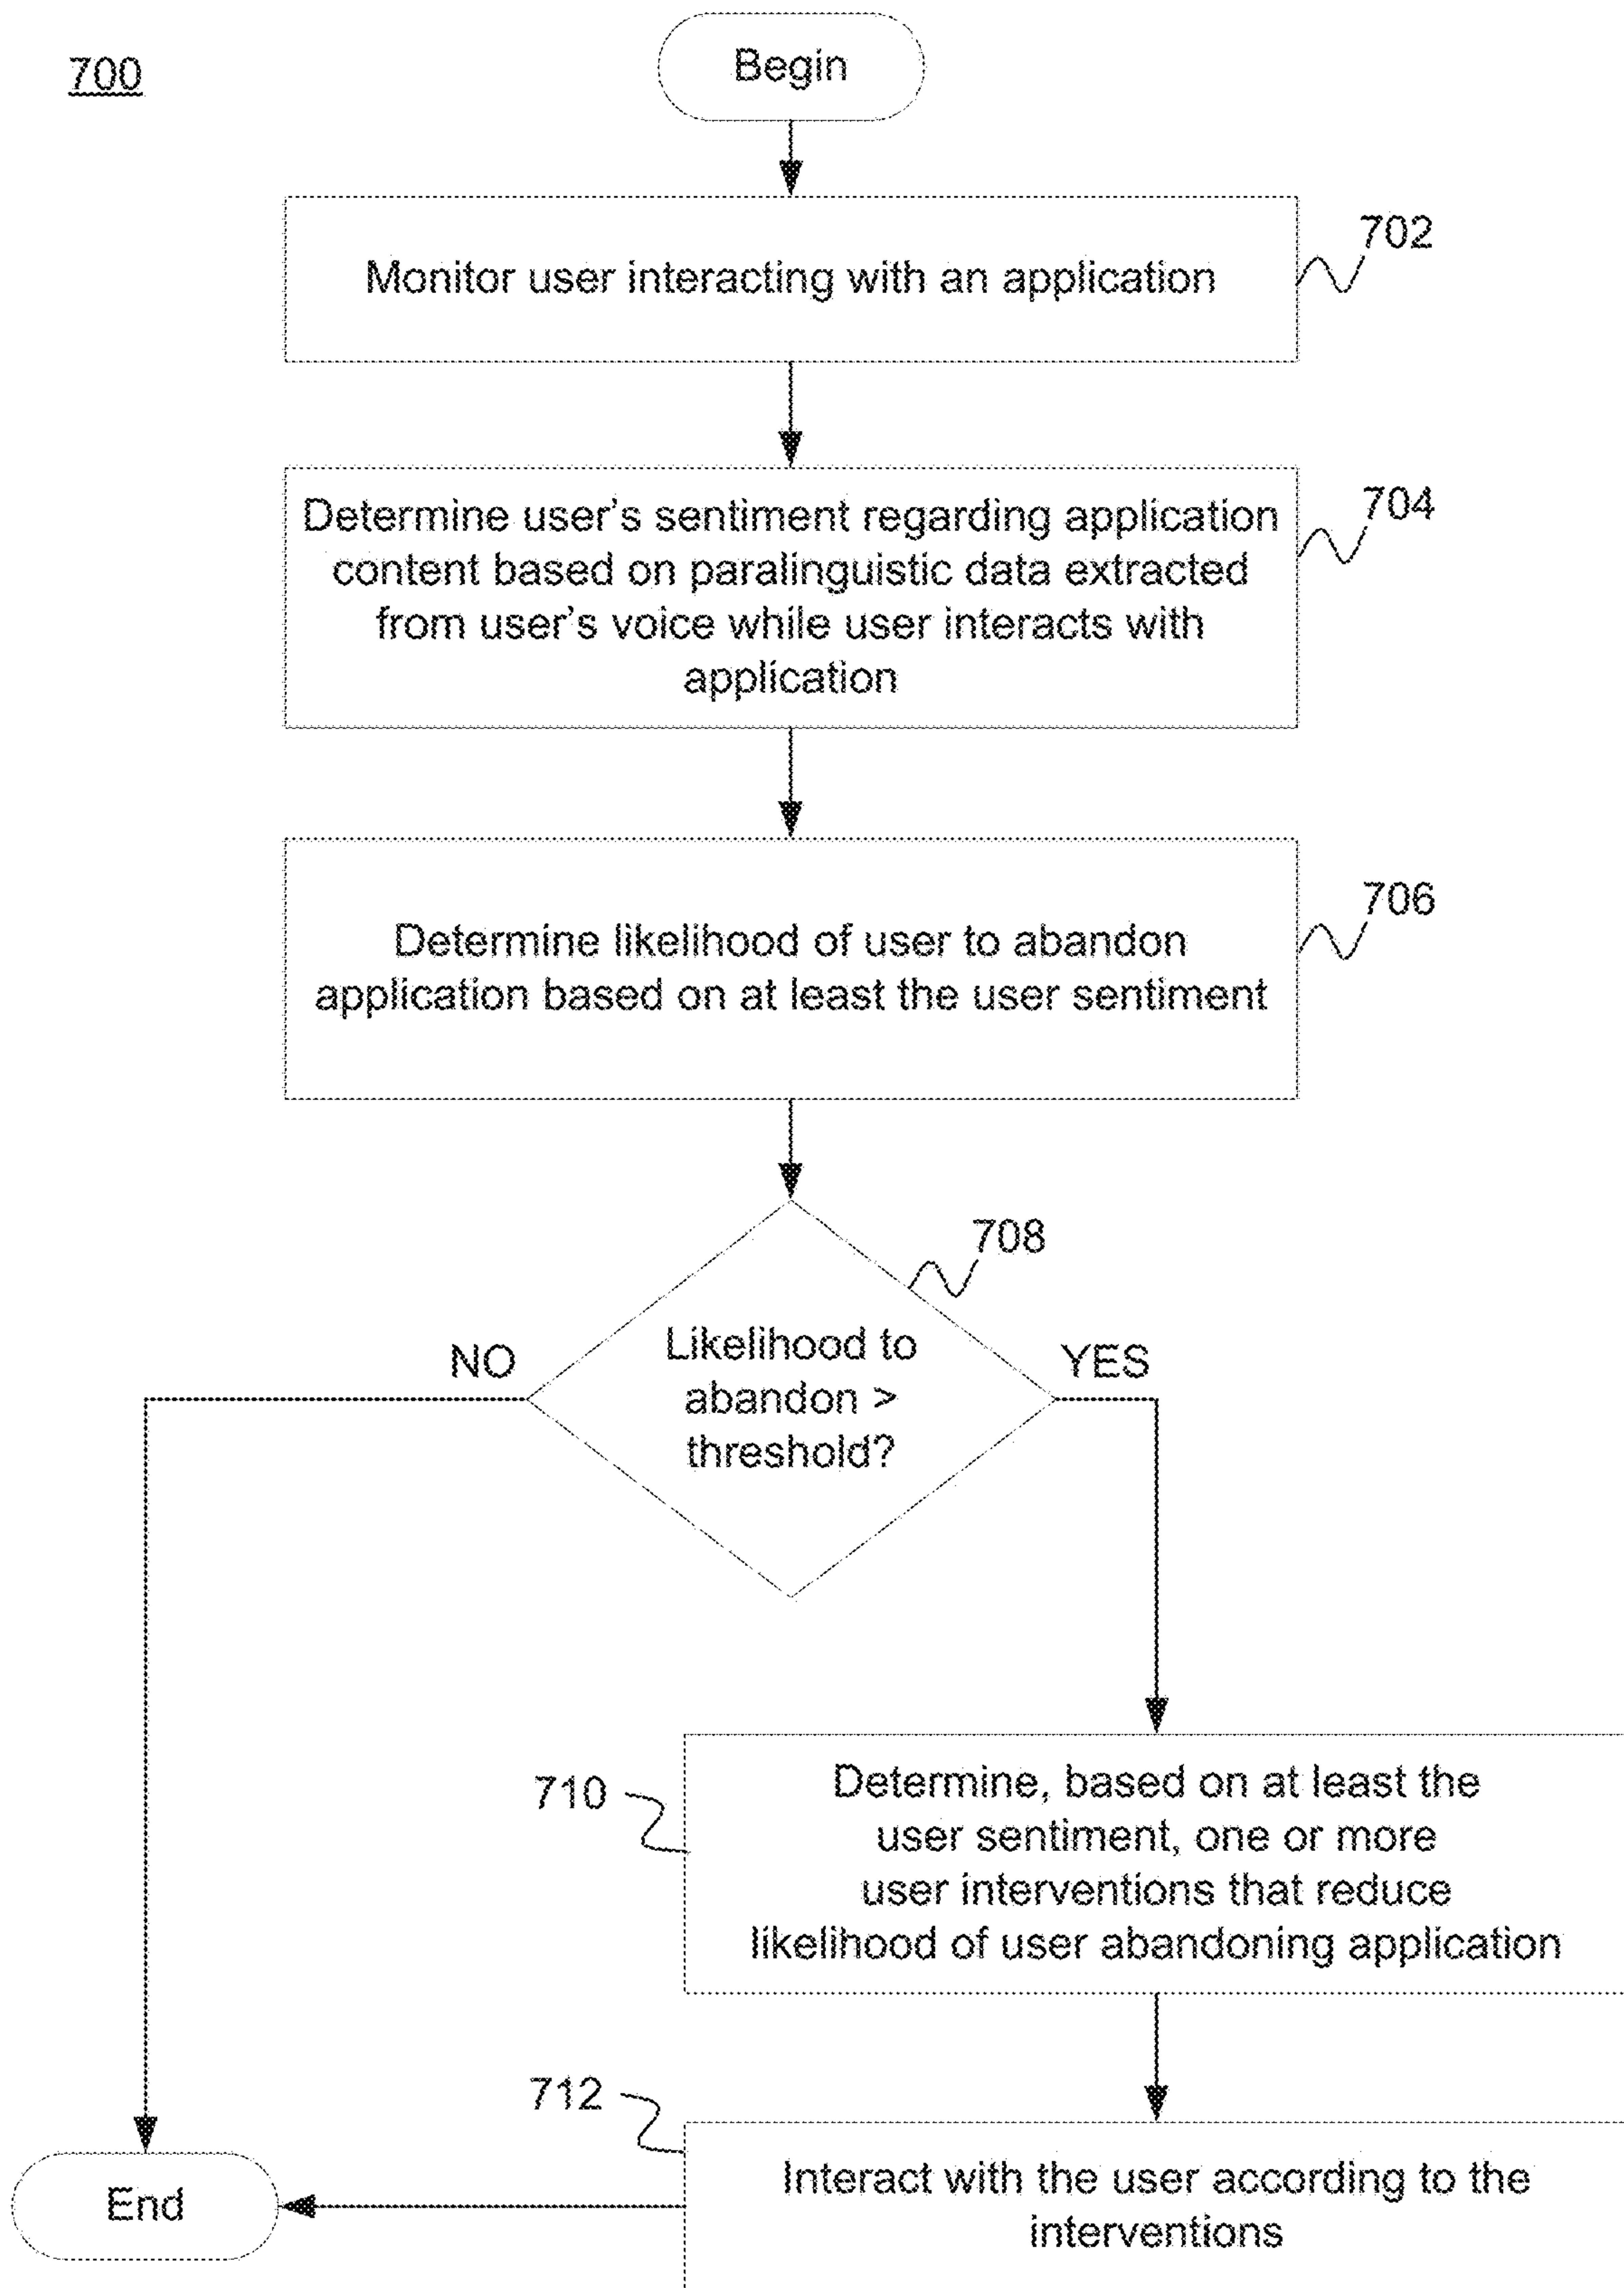 700
Begin
Monitor user interacting with an application
702
Determine user's sentiment regarding application
content based on paralinguistic data extracted
from user's voice while user interacts with
application
704
Determine likelihood of user to abandon
application based on at least the user sentiment
706
708
Likelihood to
abandon >
threshold?
NO
YES
710
Determine, based on at least the
user sentiment, one or more
user interventions that reduce
likelihood of user abandoning application
712
Interact with the user according to the
interventions
End